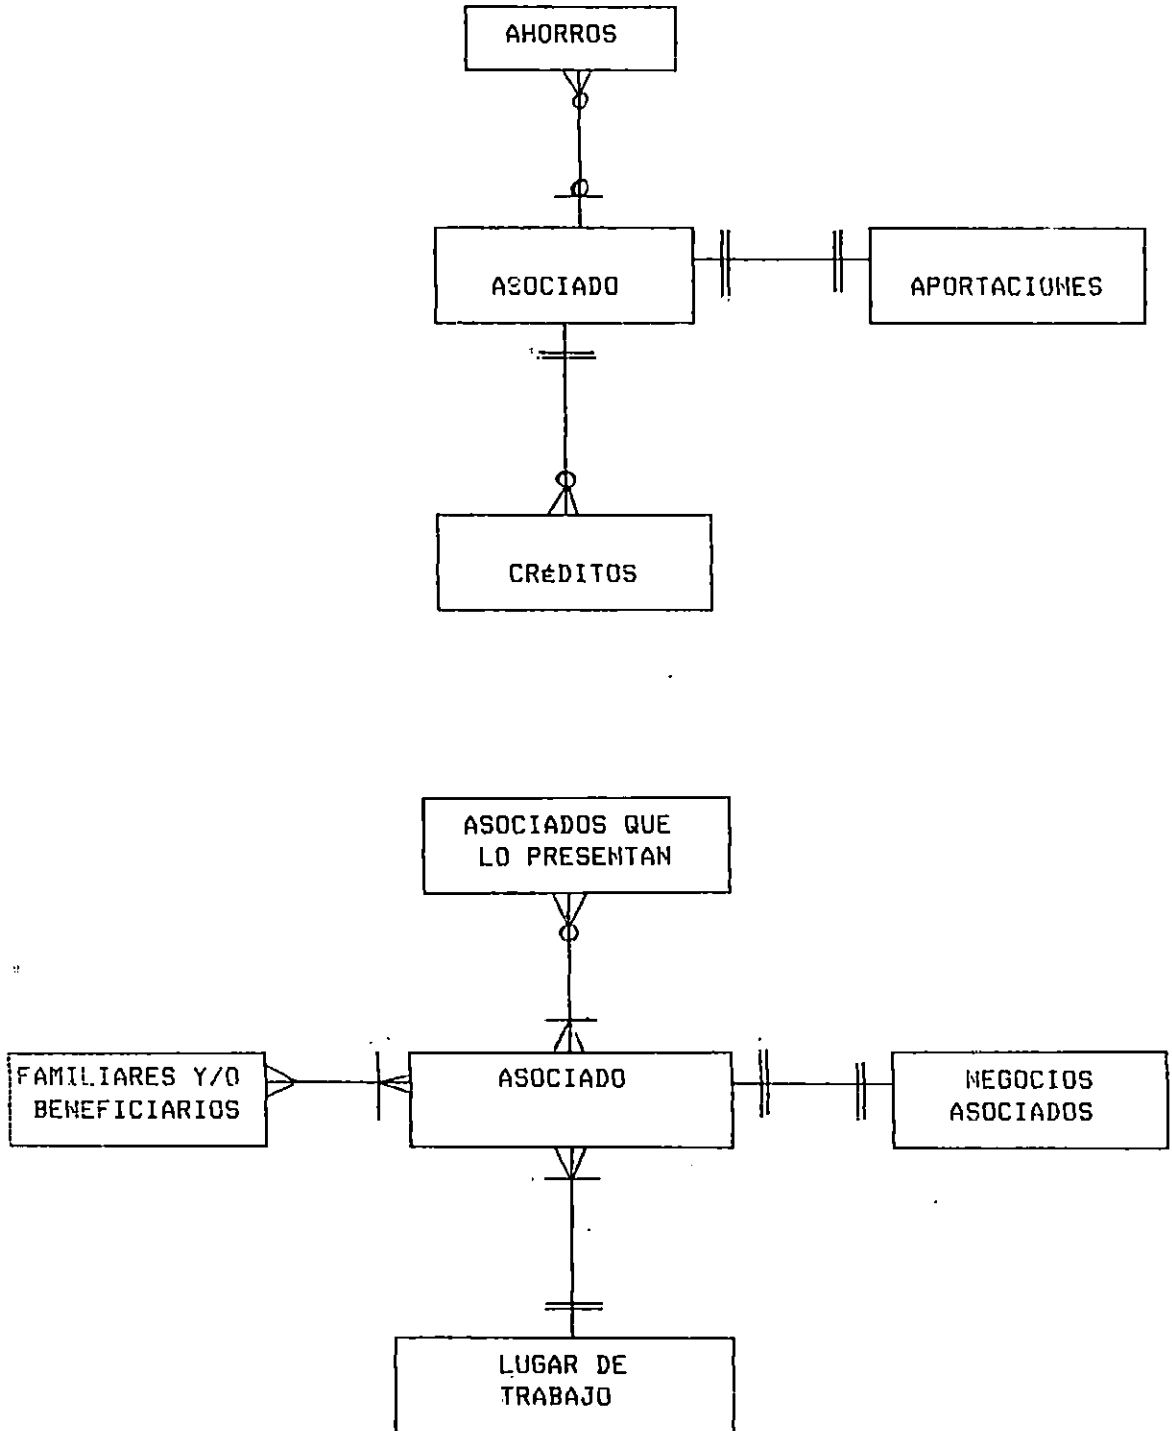 AHORROS
ASOCIADO
APORTACIONES
CRÉDITOS
ASOCIADOS QUE
LO PRESENTAN
FAMILIARES Y/O
BENEFICIARIOS
ASOCIADO
NEGOCIOS
ASOCIADOS
LUGAR DE
TRABAJO